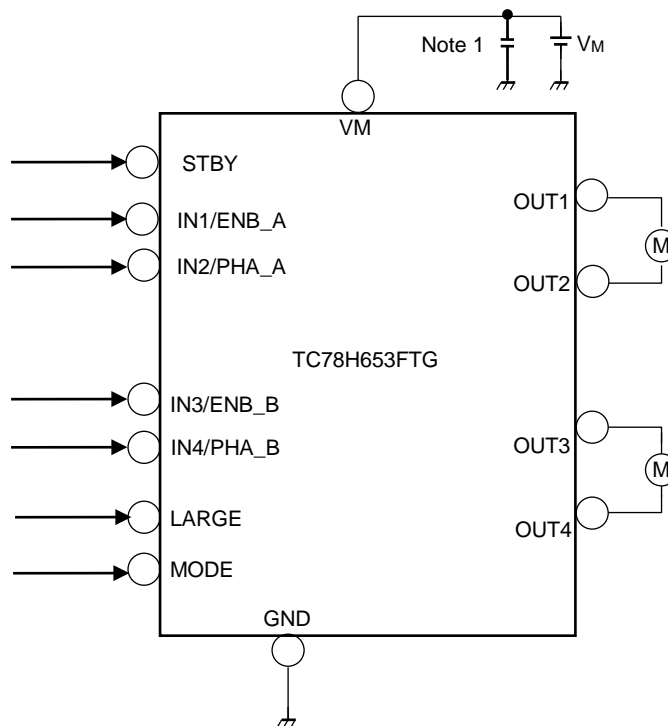 Note 1
VM
VM
STBY
OUT1
IN1/ENB_A
IN2/PHA_A
M
OUT2
TC78H653FTG
IN3/ENB_B
OUT3
IN4/PHA_B
M
LARGE
OUT4
MODE
GND